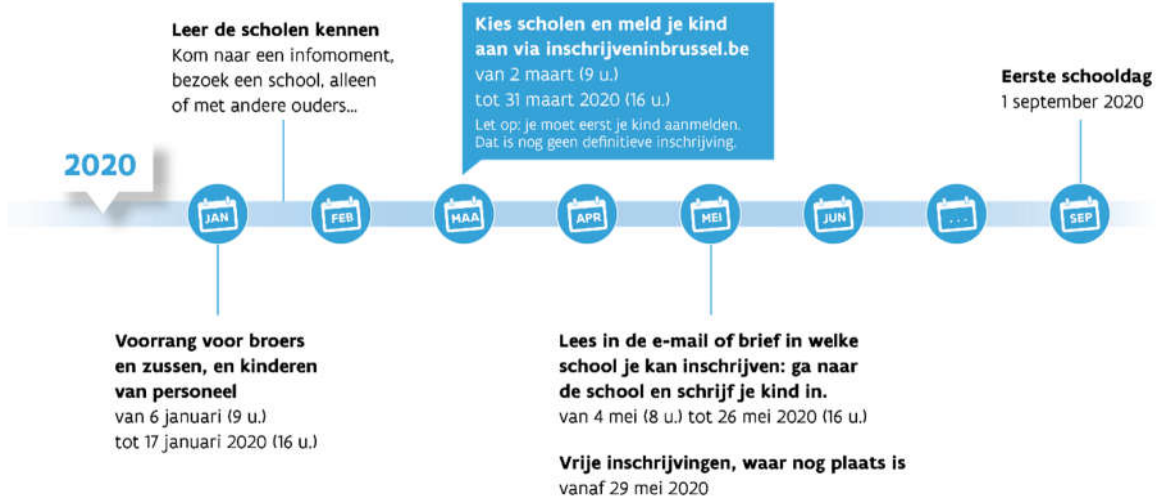 Leer de scholen kennen
Kom naar een infomoment,
bezoek een school, alleen
of met andere ouders...
Kies scholen en meld je kind
aan via inschrijveninbrussel.be
van 2 maart (9 u.)
tot 31 maart 2020 (16 u.)
Let op: je moet eerst je kind aanmelden.
Dat is nog geen definitieve inschrijving.
Eerste schooldag
1 september 2020
2020
JAN
FEB
MAA
APR
MEI
JUN
...
SEP
Voorrang voor broers
en zussen, en kinderen
van personeel
van 6 januari (9 u.)
tot 17 januari 2020 (16 u.)
Lees in de e-mail of brief in welke
school je kan inschrijven: ga naar
de school en schrijf je kind in.
van 4 mei (8 u.) tot 26 mei 2020 (16 u.)
Vrije inschrijvingen, waar nog plaats is
vanaf 29 mei 2020